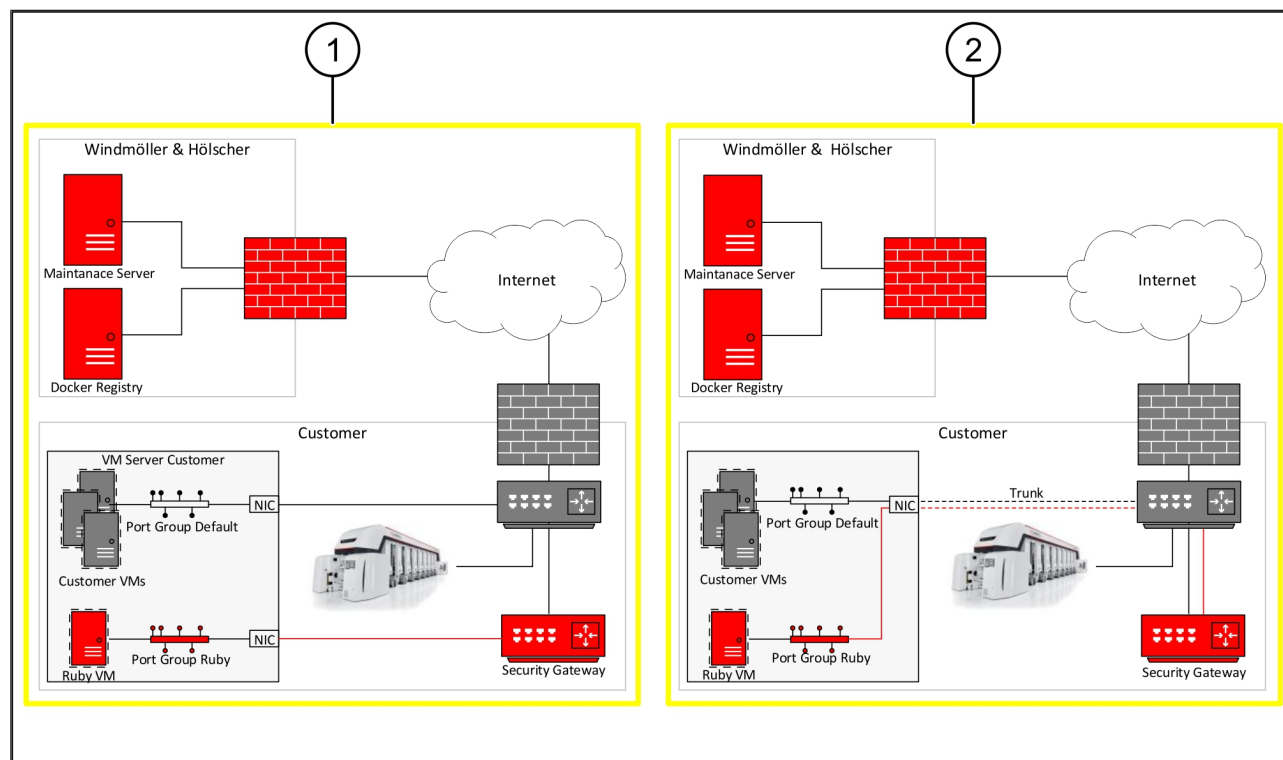 1
2
Windmöller & Hölscher
Maintanace Server
Docker Registry
Internet
Customer
VM Server Customer
NIC
Port Group Default
Customer VMs
NIC
Port Group Ruby
Ruby VM
Security Gateway
Windmöller & Hölscher
Maintanace Server
Docker Registry
Internet
Customer
Trunk
NIC
Port Group Default
Customer VMs
Port Group Ruby
Ruby VM
Security Gateway